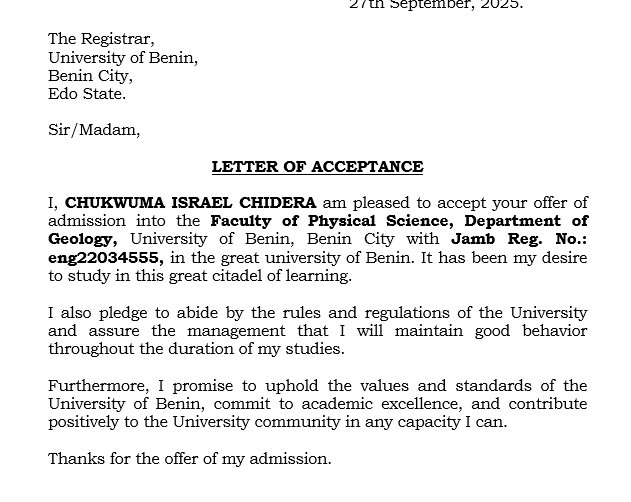 27th September, 2025.
The Registrar,
University of Benin,
Benin City,
Edo State.
Sir/Madam,
LETTER OF ACCEPTANCE
I, CHUKWUMA ISRAEL CHIDERA am pleased to accept your offer of
admission into the Faculty of Physical Science, Department of
Geology, University of Benin, Benin City with Jamb Reg. No.:
eng22034555, in the great university of Benin. It has been my desire
to study in this great citadel of learning.
I also pledge to abide by the rules and regulations of the University
and assure the management that I will maintain good behavior
throughout the duration of my studies.
Furthermore, I promise to uphold the values and standards of the
University of Benin, commit to academic excellence, and contribute
positively to the University community in any capacity I can.
Thanks for the offer of my admission.